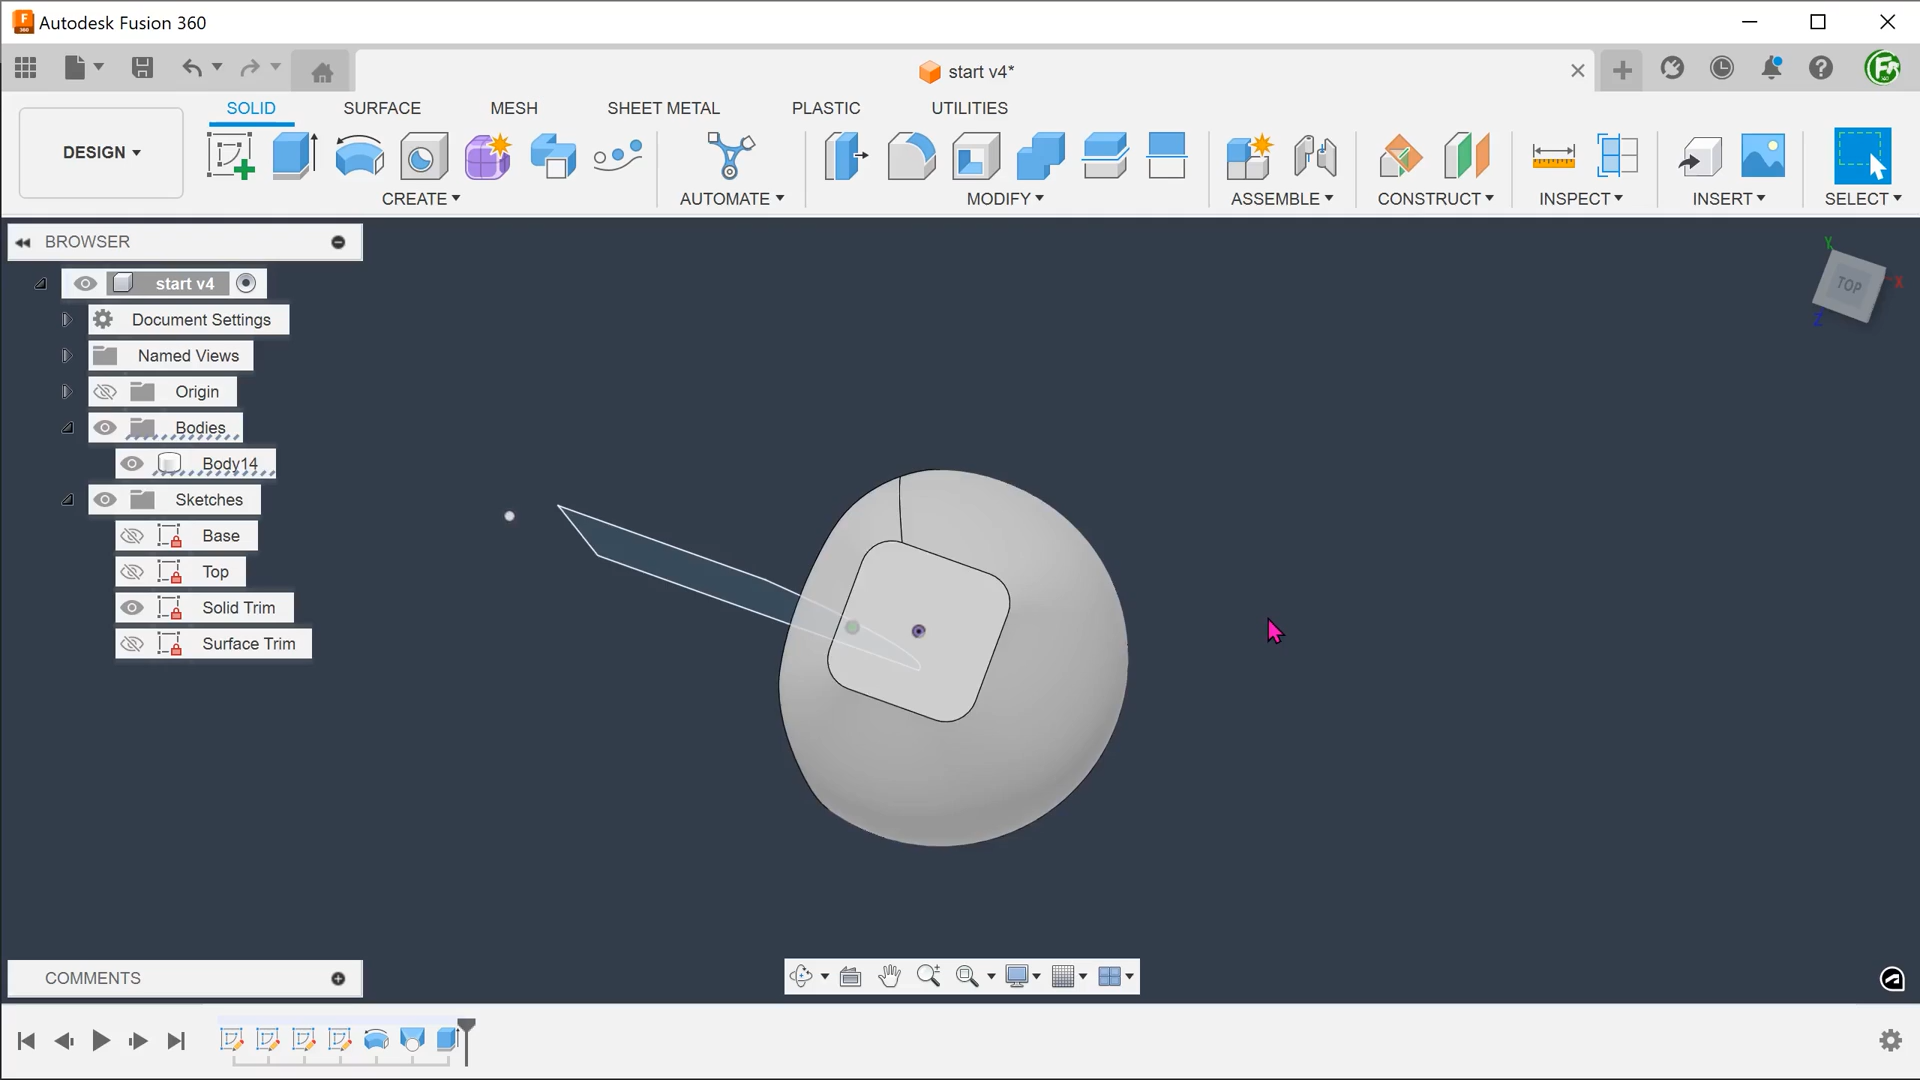 Autodesk Fusion 360
start v4*
SOLID SURFACE MESH SHEET METAL PLASTIC UTILITIES
DESIGN
CREATE AUTOMATE MODIFY ASSEMBLE CONSTRUCT INSPECT INSERT SELECT
BROWSER
start v4
Document Settings
Named Views
Origin
Bodies
Body14
Sketches
Base
Top
Solid Trim
Surface Trim
Y
TOP
X
Z
COMMENTS